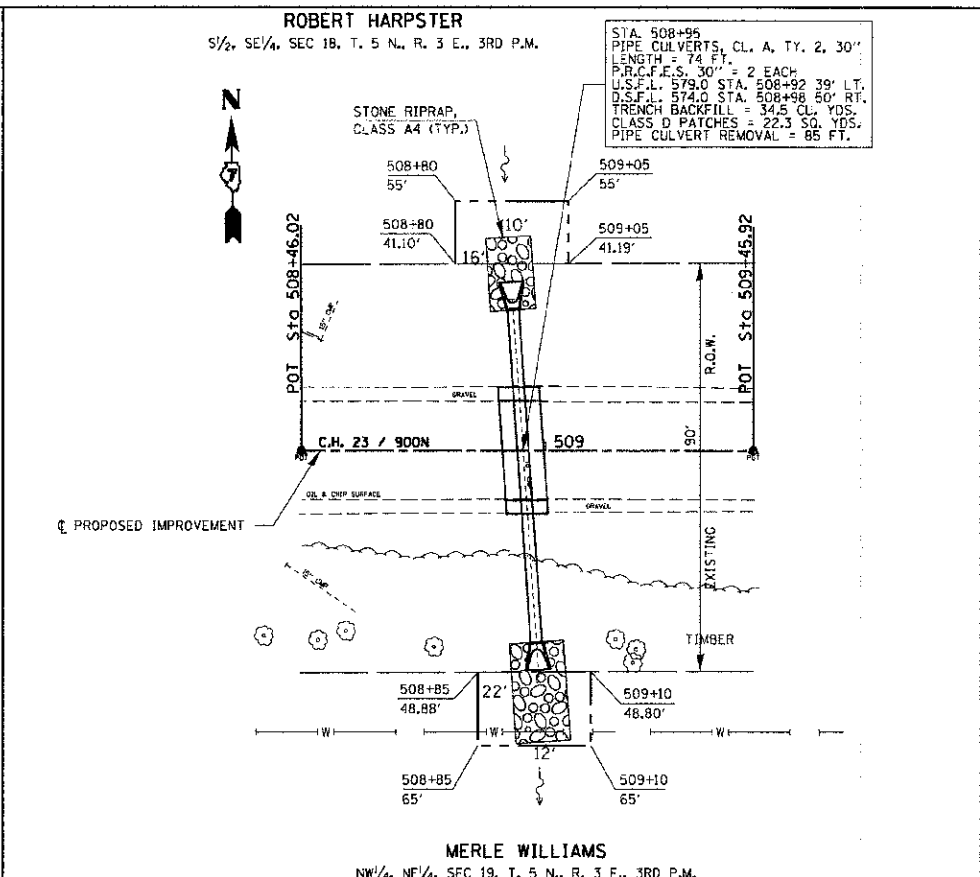 ROBERT HARPSTER
S½, SE¼, SEC 18, T. 5 N., R. 3 E., 3RD P.M.
STA. 508+95
PIPE CULVERTS, CL. A, TY. 2, 30''
LENGTH = 74 FT.
P.R.C.F.E.S. 30'' = 2 EACH
U.S.F.L. 579.0 STA. 508+92 39' LT.
D.S.F.L. 574.0 STA. 508+98 50' RT.
TRENCH BACKFILL = 34.5 CU. YDS.
CLASS D PATCHES = 22.3 SQ. YDS.
PIPE CULVERT REMOVAL = 85 FT.
N
7
STONE RIPRAP,
CLASS A4 (TYP.)
508+80
55'
509+05
55'
508+80
41.10'
10'
509+05
41.19'
16'
POT Sta 508+46.02
POT Sta 509+45.92
R.O.W.
GRAVEL
90'
C.H. 23 / 900N
509
POT
POT
OIL & CHIP SURFACE
GRAVEL
℄ PROPOSED IMPROVEMENT
EXISTING
TIMBER
508+85
48.88'
22'
509+10
48.80'
W
W
W
12'
508+85
65'
509+10
65'
MERLE WILLIAMS
NW¼, NE¼, SEC 19, T. 5 N., R. 3 E., 3RD P.M.